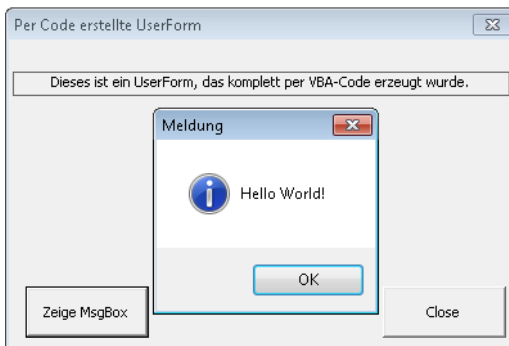 Per Code erstellte UserForm
Dieses ist ein UserForm, das komplett per VBA-Code erzeugt wurde.
Meldung
Hello World!
OK
Zeige MsgBox
Close